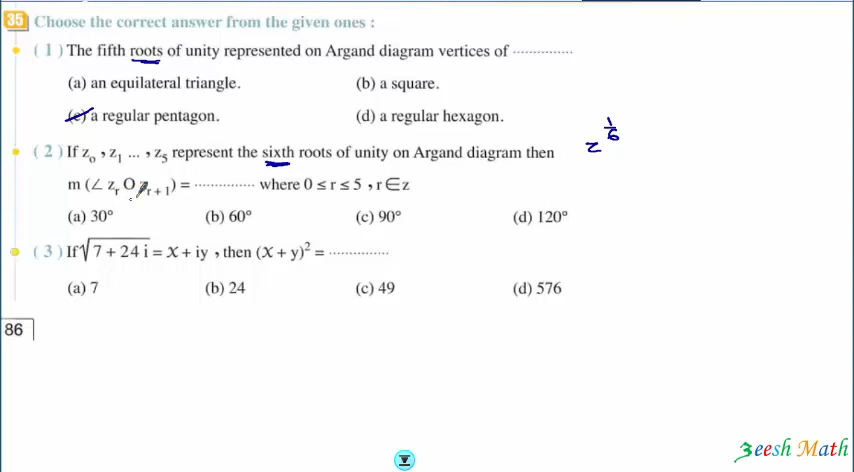 35 Choose the correct answer from the given ones :
( 1 ) The fifth roots of unity represented on Argand diagram vertices of ...............
(a) an equilateral triangle. (b) a square.
(c) a regular pentagon. (d) a regular hexagon.
z^1/6
( 2 ) If z₀ , z₁ ... , z₅ represent the sixth roots of unity on Argand diagram then
m (∠ zᵣ O zᵣ₊₁) = ............... where 0 ≤ r ≤ 5 , r ∈ z
(a) 30° (b) 60° (c) 90° (d) 120°
( 3 ) If √7 + 24 i = x + iy , then (x + y)² = ...............
(a) 7 (b) 24 (c) 49 (d) 576
86
3eesh Math